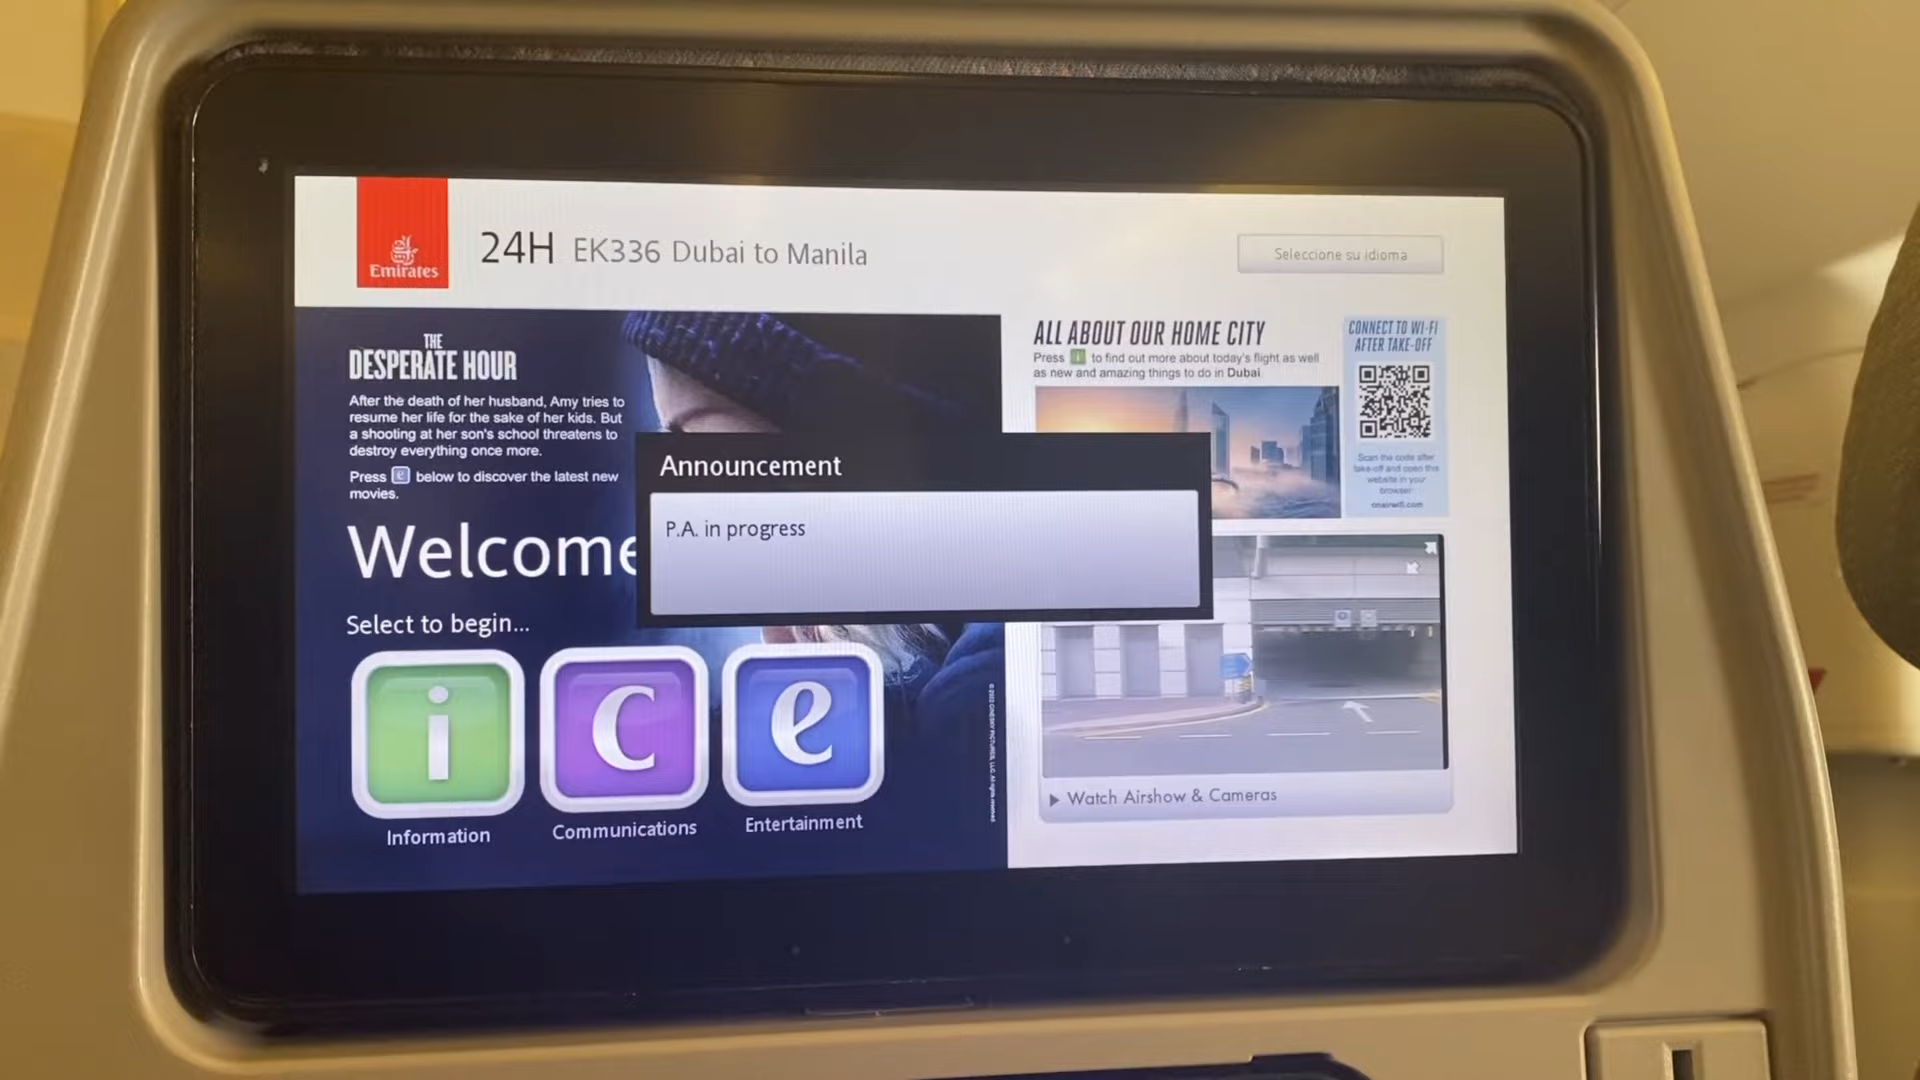 Emirates
24H EK336 Dubai to Manila
Seleccione su idioma
THE
DESPERATE HOUR
After the death of her husband, Amy tries to
resume her life for the sake of her kids. But
a shooting at her son's school threatens to
destroy everything once more.
Press e below to discover the latest new
movies.
Welcome
Select to begin...
i
Information
c
Communications
e
Entertainment
Announcement
P.A. in progress
ALL ABOUT OUR HOME CITY
Press i to find out more about today's flight as well
as new and amazing things to do in Dubai
CONNECT TO WI-FI
AFTER TAKE-OFF
Scan the code after
take-off and open this
website in your
browser
onairwifi.com
Watch Airshow & Cameras